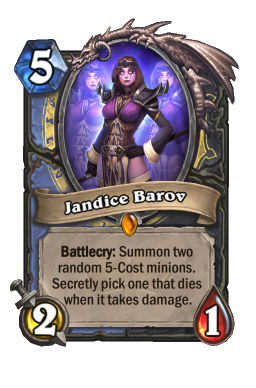 5
Jandice Barov
Battlecry: Summon two
random 5-Cost minions.
Secretly pick one that dies
when it takes damage.
2
1